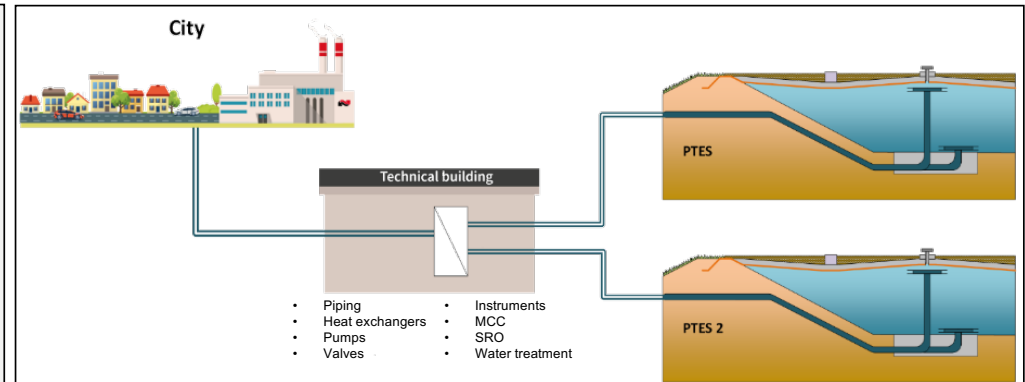 City
Technical building
PTES
PTES 2
• Piping
• Heat exchangers
• Pumps
• Valves
• Instruments
• MCC
• SRO
• Water treatment